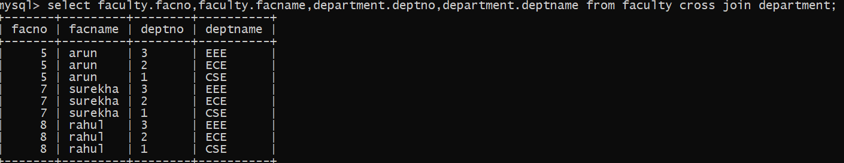 mysql> select faculty.facno,faculty.facname,department.deptno,department.deptname from faculty cross join department;
+-------+---------+--------+----------+
| facno | facname | deptno | deptname |
+-------+---------+--------+----------+
|     5 | arun    | 3      | EEE      |
|     5 | arun    | 2      | ECE      |
|     5 | arun    | 1      | CSE      |
|     7 | surekha | 3      | EEE      |
|     7 | surekha | 2      | ECE      |
|     7 | surekha | 1      | CSE      |
|     8 | rahul   | 3      | EEE      |
|     8 | rahul   | 2      | ECE      |
|     8 | rahul   | 1      | CSE      |
+-------+---------+--------+----------+